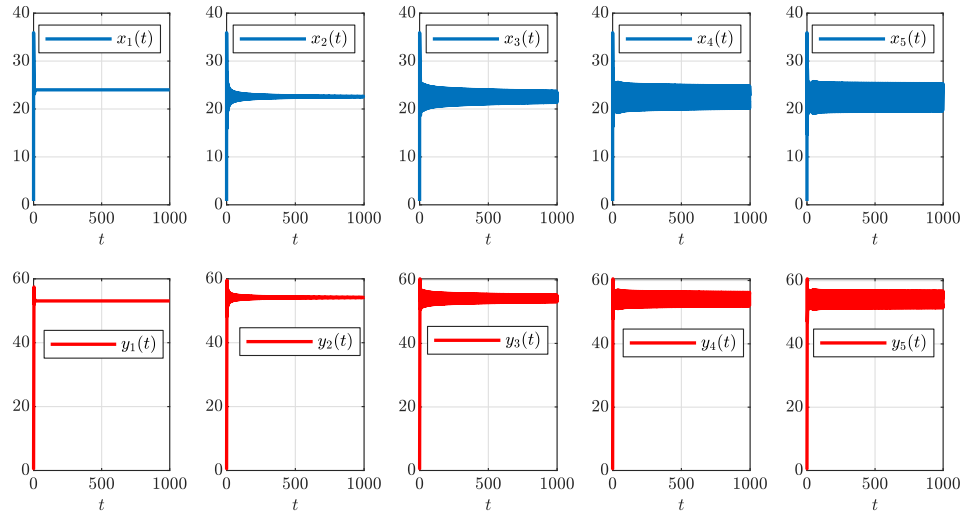 40 30 20 10 0 x₁(t) 0 500 1000 t
40 30 20 10 0 x₂(t) 0 500 1000 t
40 30 20 10 0 x₃(t) 0 500 1000 t
40 30 20 10 0 x₄(t) 0 500 1000 t
40 30 20 10 0 x₅(t) 0 500 1000 t
60 40 20 0 y₁(t) 0 500 1000 t
60 40 20 0 y₂(t) 0 500 1000 t
60 40 20 0 y₃(t) 0 500 1000 t
60 40 20 0 y₄(t) 0 500 1000 t
60 40 20 0 y₅(t) 0 500 1000 t